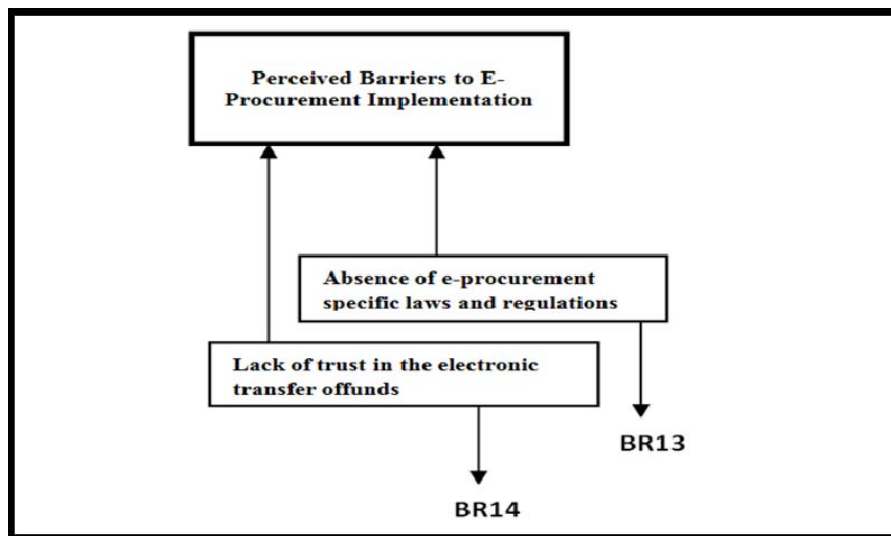 Perceived Barriers to E-
Procurement Implementation
Absence of e-procurement
specific laws and regulations
Lack of trust in the electronic
transfer offunds
BR13
BR14